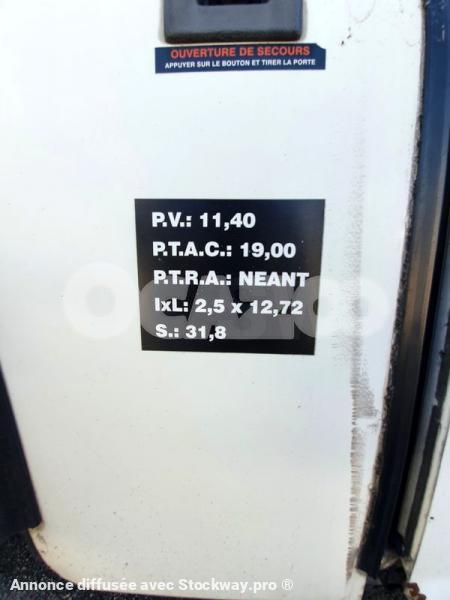 OUVERTURE DE SECOURS
APPUYER SUR LE BOUTON ET TIRER LA PORTE
P.V.: 11,40
P.T.A.C.: 19,00
P.T.R.A.: NEANT
lxL: 2,5 x 12,72
S.: 31,8
Annonce diffusée avec Stockway.pro ®